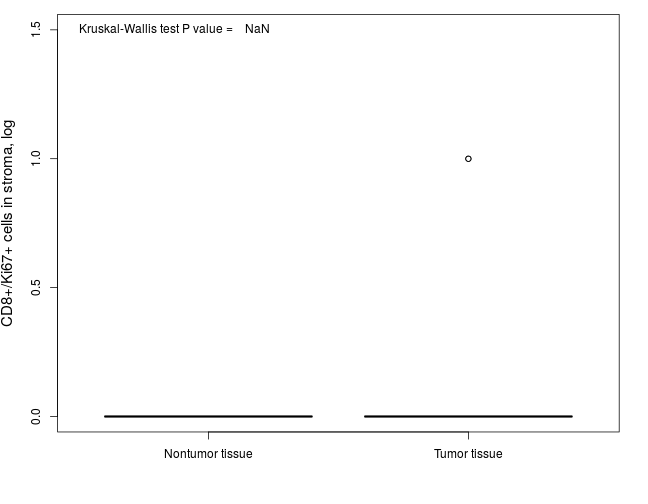 Kruskal-Wallis test P value = NaN
CD8+/Ki67+ cells in stroma, log
1.5
1.0
0.5
0.0
Nontumor tissue
Tumor tissue